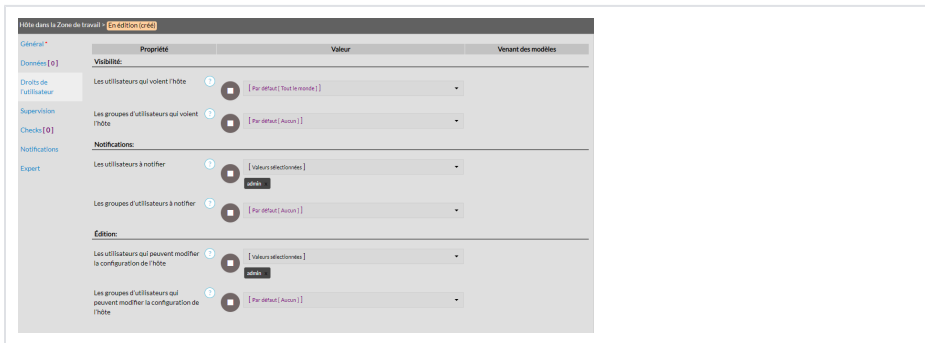 Hôte dans la Zone de travail > En édition (créé)
Général *
Propriété Valeur Venant des modèles
Données [ 0 ]
Visibilité:
Droits de l'utilisateur
Les utilisateurs qui voient l'hôte ? [ Par défaut [ Tout le monde ] ]
Supervision
Les groupes d'utilisateurs qui voient l'hôte ? [ Par défaut [ Aucun ] ]
Checks [ 0 ]
Notifications
Notifications:
Expert
Les utilisateurs à notifier ? [ Valeurs sélectionnées ]
admin
Les groupes d'utilisateurs à notifier ? [ Par défaut [ Aucun ] ]
Édition:
Les utilisateurs qui peuvent modifier la configuration de l'hôte ? [ Valeurs sélectionnées ]
admin
Les groupes d'utilisateurs qui peuvent modifier la configuration de l'hôte ? [ Par défaut [ Aucun ] ]